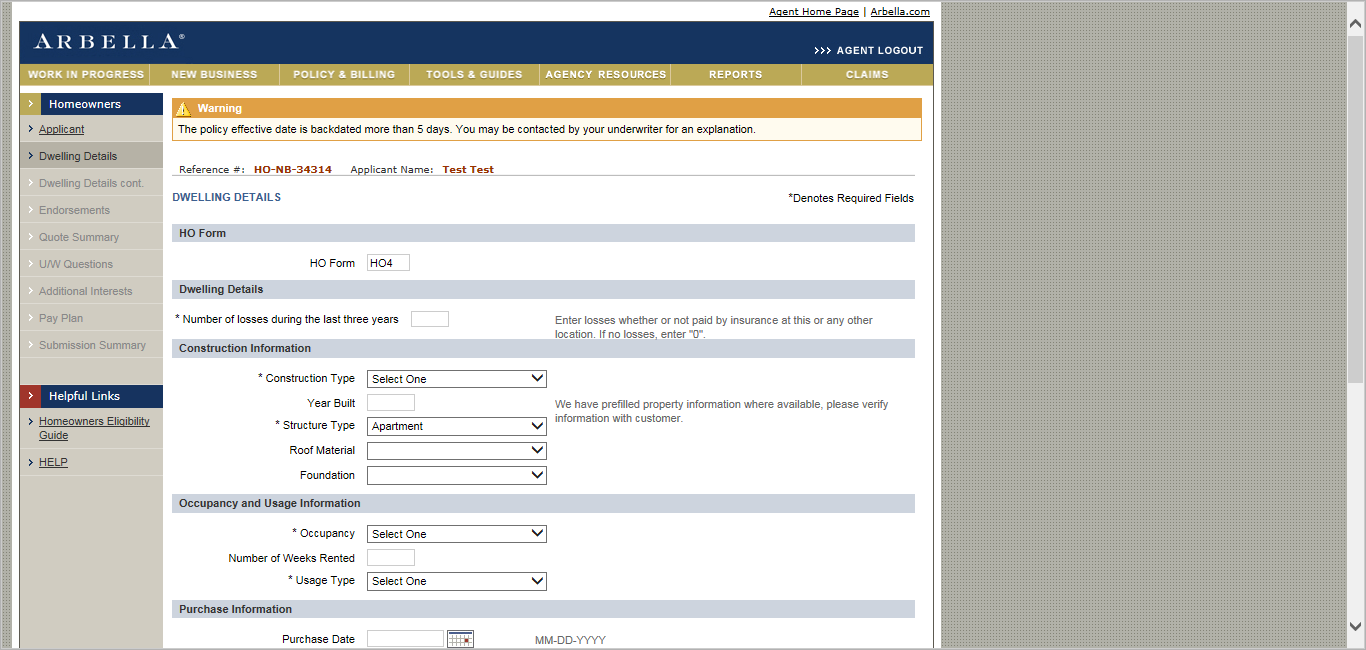 Agent Home Page | Arbella.com
ARBELLA®
>>> AGENT LOGOUT
WORK IN PROGRESS NEW BUSINESS POLICY & BILLING TOOLS & GUIDES AGENCY RESOURCES REPORTS CLAIMS
Homeowners
Applicant
Dwelling Details
Dwelling Details cont.
Endorsements
Quote Summary
U/W Questions
Additional Interests
Pay Plan
Submission Summary
Helpful Links
Homeowners Eligibility
Guide
HELP
Warning
The policy effective date is backdated more than 5 days. You may be contacted by your underwriter for an explanation.
Reference #: HO-NB-34314 Applicant Name: Test Test
DWELLING DETAILS *Denotes Required Fields
HO Form
HO Form HO4
Dwelling Details
* Number of losses during the last three years
Enter losses whether or not paid by insurance at this or any other
location. If no losses, enter "0".
Construction Information
* Construction Type Select One
Year Built
We have prefilled property information where available, please verify
information with customer.
* Structure Type Apartment
Roof Material
Foundation
Occupancy and Usage Information
* Occupancy Select One
Number of Weeks Rented
* Usage Type Select One
Purchase Information
Purchase Date MM-DD-YYYY